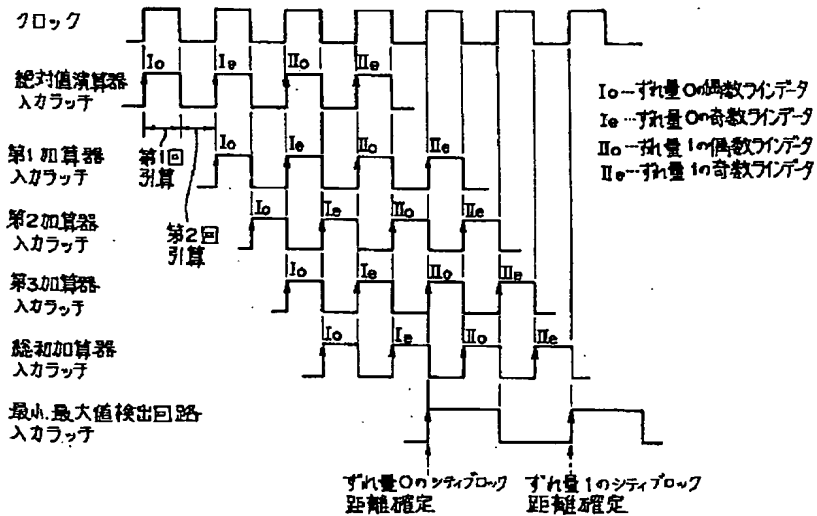 クロック
絶対値演算器
入力ラッチ
Io Ie IIo IIe
Io…ずれ量0の偶数ラインデータ
Ie…ずれ量0の奇数ラインデータ
IIo…ずれ量1の偶数ラインデータ
IIe…ずれ量1の奇数ラインデータ
第1回
引算
第2回
引算
第1加算器
入力ラッチ
Io Ie IIo IIe
第2加算器
入力ラッチ
Io Ie IIo IIe
第3加算器
入力ラッチ
Io Ie IIo IIe
総和加算器
入力ラッチ
Io Ie IIo IIe
最小,最大値検出回路
入力ラッチ
ずれ量0のシティブロック
距離確定
ずれ量1のシティブロック
距離確定